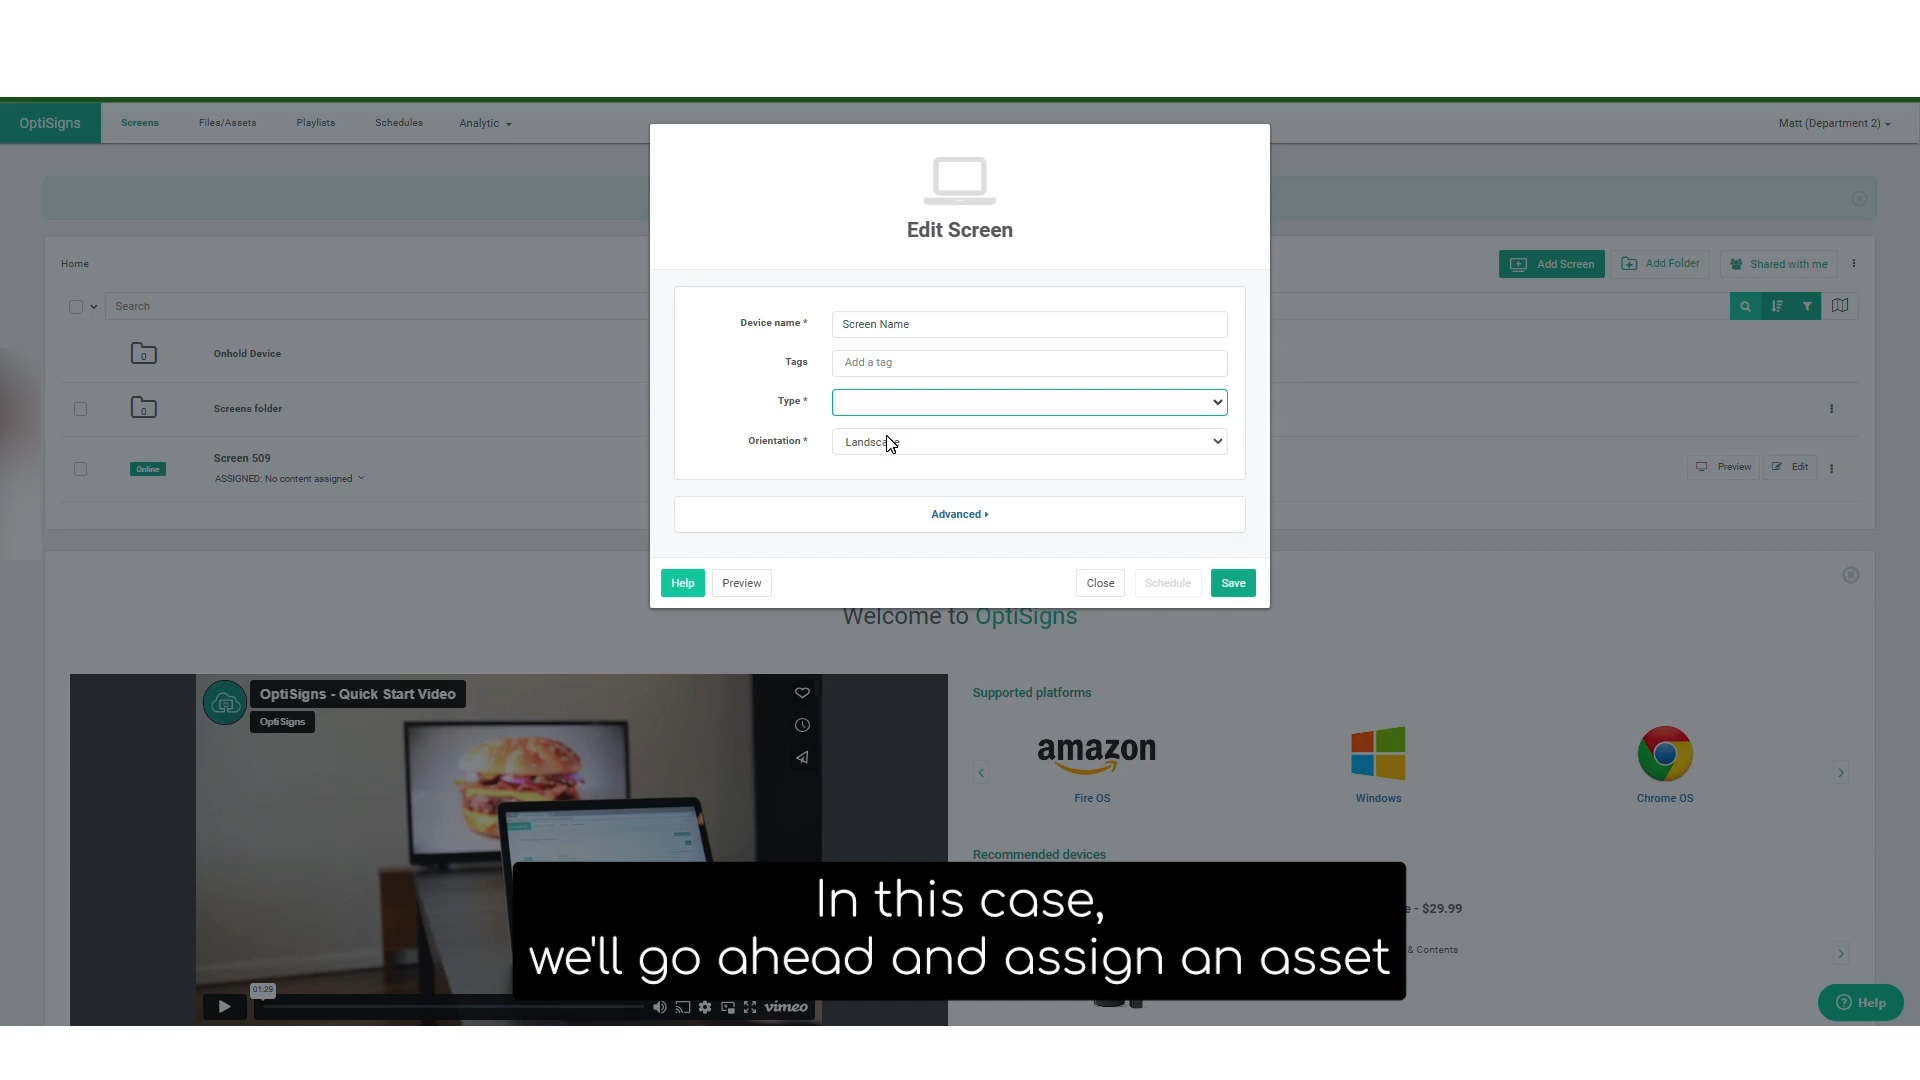 OptiSigns
Screens
Files/Assets
Playlists
Schedules
Analytic
Matt (Department 2)
Edit Screen
Home
Add Screen
Add Folder
Shared with me
Search
Device name *
Screen Name
Tags
Add a tag
Type *
Orientation *
Landscape
Advanced
0
Onhold Device
0
Screens folder
Online
Screen 509
ASSIGNED: No content assigned
Preview
Edit
Help
Preview
Close
Schedule
Save
Welcome to OptiSigns
OptiSigns - Quick Start Video
OptiSigns
Supported platforms
amazon
Fire OS
Windows
Chrome OS
Recommended devices
e - $29.99
& Contents
In this case,
we'll go ahead and assign an asset
01:29
vimeo
Help